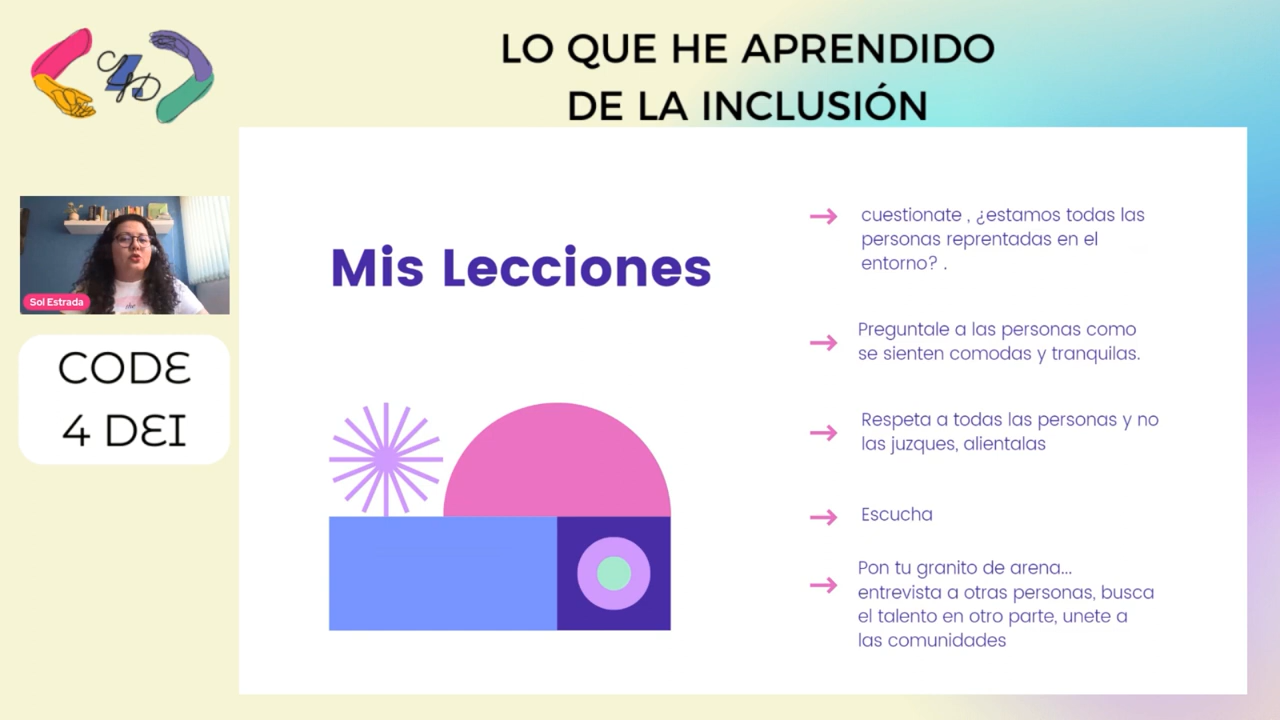 LO QUE HE APRENDIDO
DE LA INCLUSIÓN
Sol Estrada
CODE
4 DEI
Mis Lecciones
cuestionate , ¿estamos todas las
personas reprentadas en el
entorno? .
Preguntale a las personas como
se sienten comodas y tranquilas.
Respeta a todas las personas y no
las juzques, alientalas
Escucha
Pon tu granito de arena...
entrevista a otras personas, busca
el talento en otro parte, unete a
las comunidades